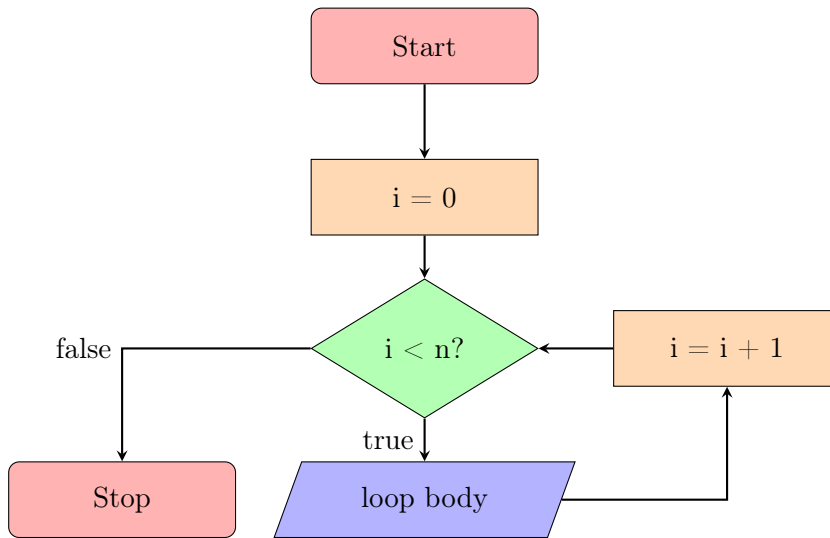 Start
i = 0
false
i < n?
i = i + 1
true
Stop
loop body